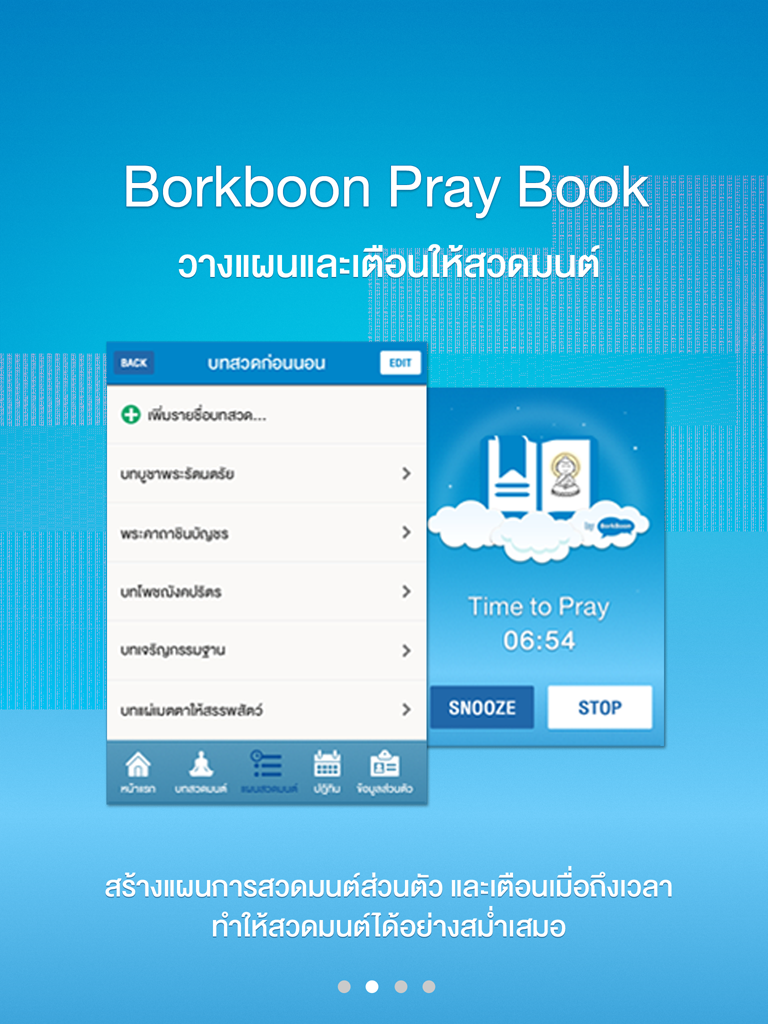 Borkboon Pray Book
วางแผนและเตือนให้สวดมนต์
BACK
บทสวดก่อนนอน
EDIT
เพิ่มรายชื่อบทสวด...
บทบูชาพระรัตนตรัย
พระคาถาชินบัญชร
บทโพชฌังคปริตร
บทเจริญกรรมฐาน
บทแผ่เมตตาให้สรรพสัตว์
หน้าแรก
บทสวดมนต์
แผนสวดมนต์
ปฏิทิน
ข้อมูลส่วนตัว
by BorkBoon
Time to Pray
06:54
SNOOZE
STOP
สร้างแผนการสวดมนต์ส่วนตัว และเตือนเมื่อถึงเวลา
ทำให้สวดมนต์ได้อย่างสม่ำเสมอ